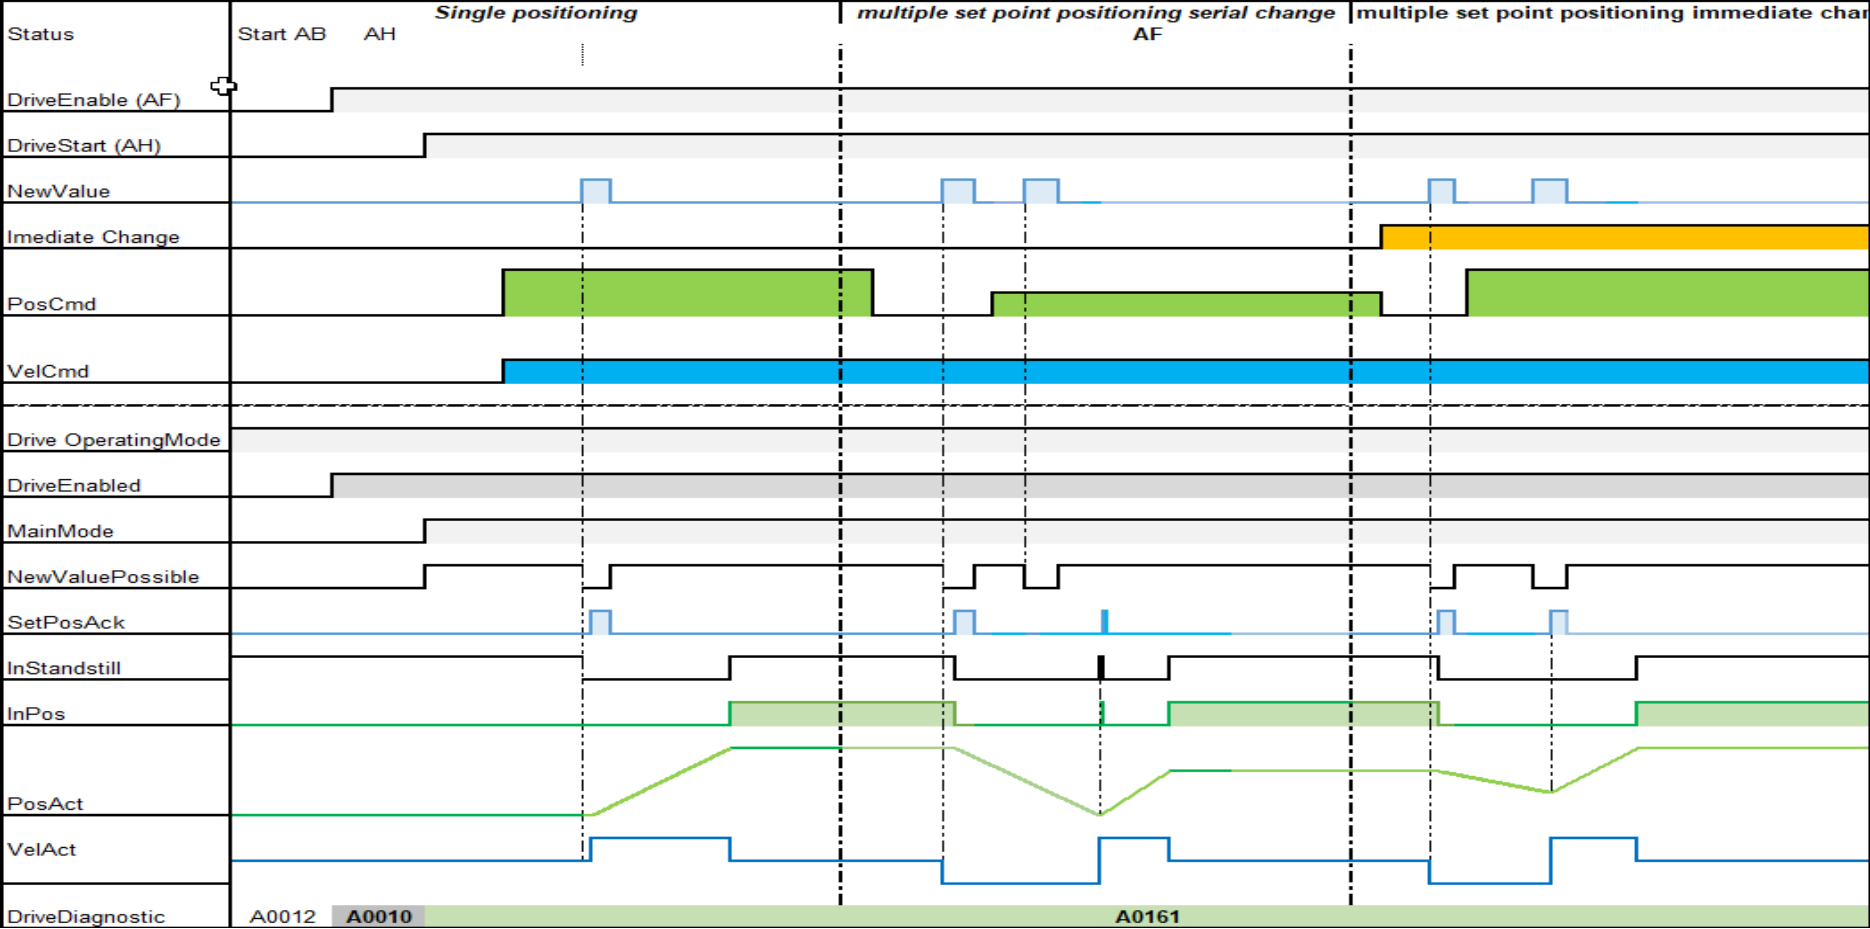 Single positioning
multiple set point positioning serial change
multiple set point positioning immediate char
Status
Start AB
AH
AF
DriveEnable (AF)
DriveStart (AH)
NewValue
Imediate Change
PosCmd
VelCmd
Drive OperatingMode
DriveEnabled
MainMode
NewValuePossible
SetPosAck
InStandstill
InPos
PosAct
VelAct
DriveDiagnostic
A0012
A0010
A0161